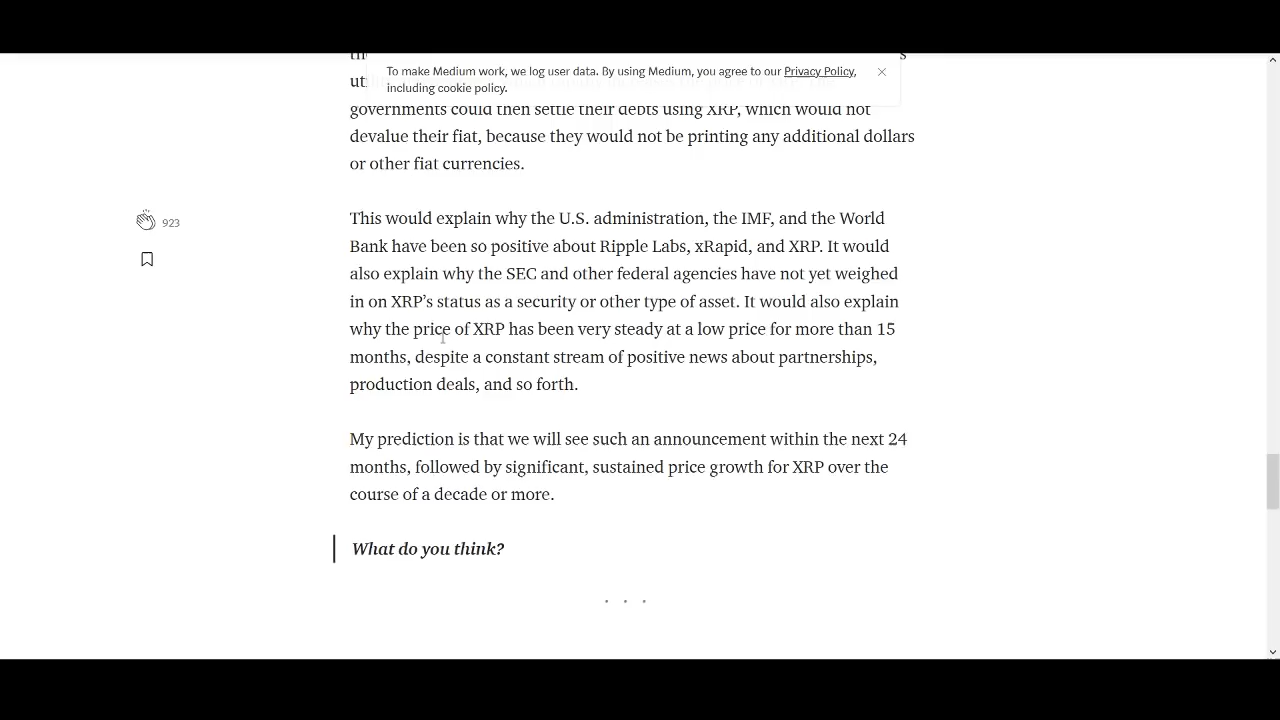 To make Medium work, we log user data. By using Medium, you agree to our Privacy Policy,
including cookie policy.
governments could then settle their debts using XRP, which would not
devalue their fiat, because they would not be printing any additional dollars
or other fiat currencies.
923
This would explain why the U.S. administration, the IMF, and the World
Bank have been so positive about Ripple Labs, xRapid, and XRP. It would
also explain why the SEC and other federal agencies have not yet weighed
in on XRP’s status as a security or other type of asset. It would also explain
why the price of XRP has been very steady at a low price for more than 15
months, despite a constant stream of positive news about partnerships,
production deals, and so forth.
My prediction is that we will see such an announcement within the next 24
months, followed by significant, sustained price growth for XRP over the
course of a decade or more.
What do you think?